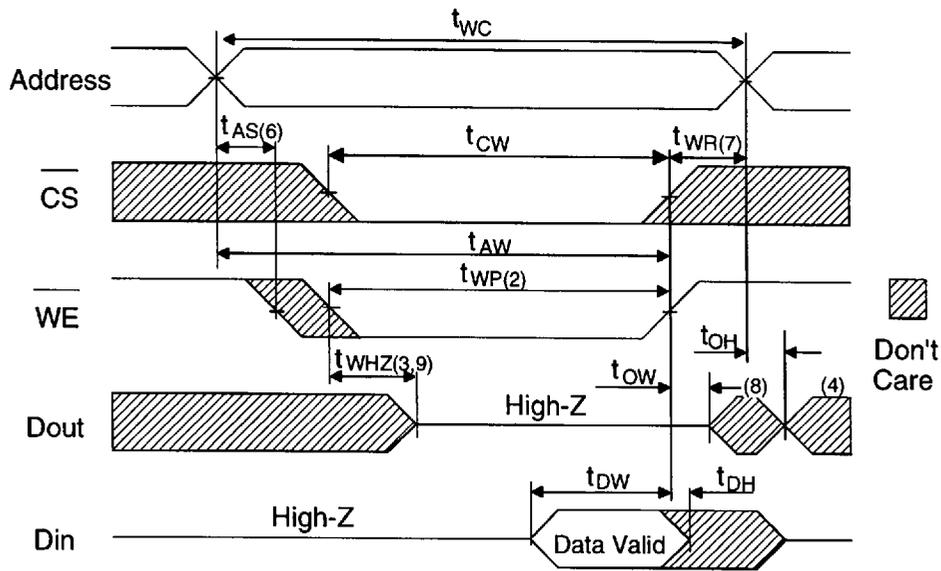 tWC
Address
tAS(6)
tCW
tWR(7)
CS
tAW
tWP(2)
WE
tOH
Don't
Care
tWHZ(3,9)
tOW
(8)
(4)
High-Z
Dout
tDW
tDH
High-Z
Din
Data Valid